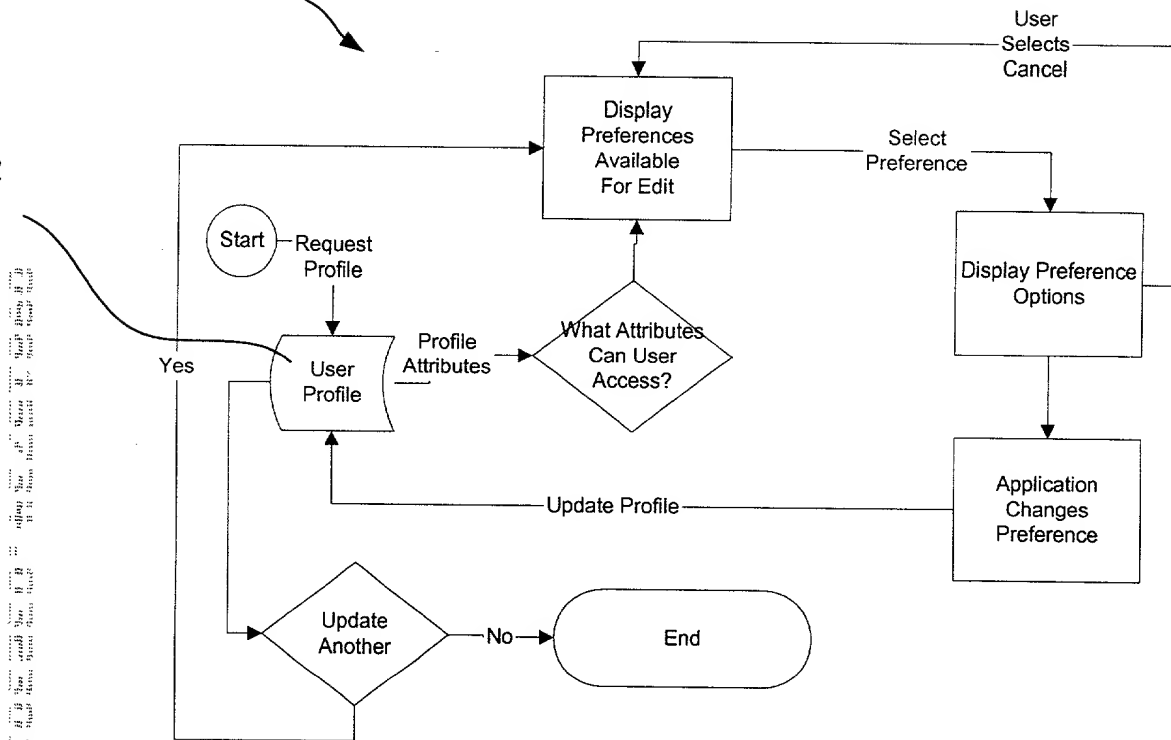 User
Selects
Cancel
Display
Preferences
Available
For Edit
Select
Preference
Start
Request
Profile
Display Preference
Options
What Attributes
Can User
Access?
Profile
Attributes
User
Profile
Yes
Application
Changes
Preference
Update Profile
Update
Another
No
End